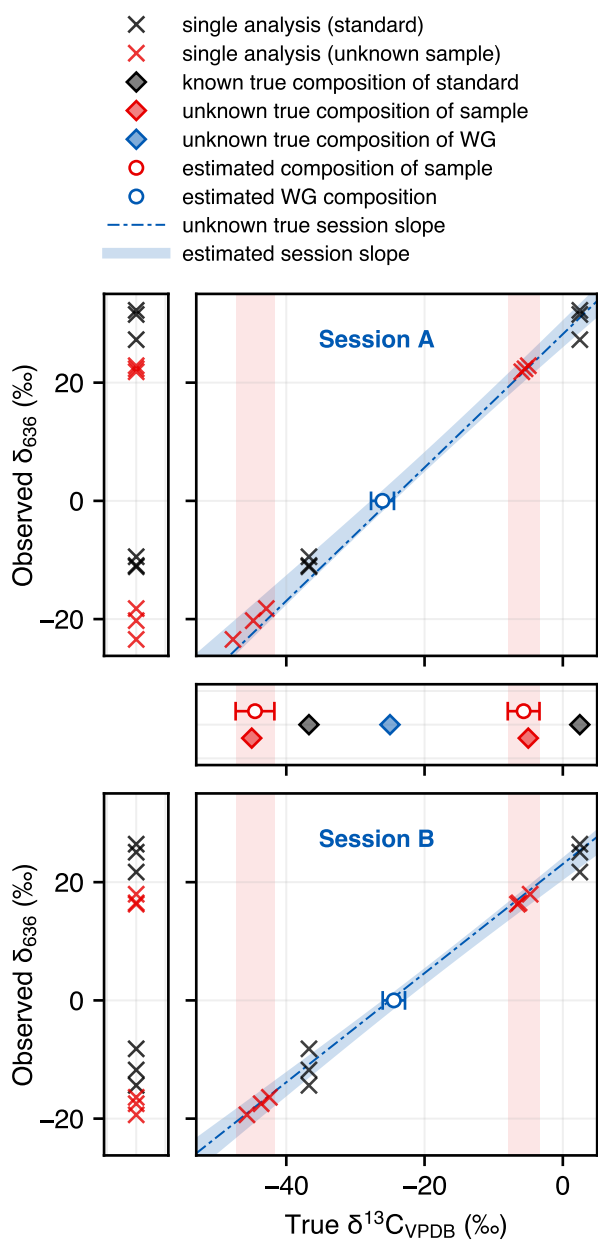 single analysis (standard)
single analysis (unknown sample)
known true composition of standard
unknown true composition of sample
unknown true composition of WG
estimated composition of sample
estimated WG composition
unknown true session slope
estimated session slope
Observed δ₆₃₆ (‰)
20
0
−20
Session A
Observed δ₆₃₆ (‰)
20
0
−20
Session B
−40
−20
0
True δ¹³C_VPDB (‰)